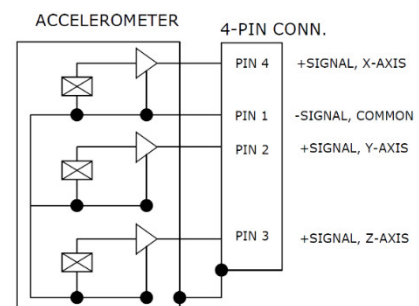 ACCELEROMETER
4-PIN CONN.
PIN 4 +SIGNAL, X-AXIS
PIN 1 -SIGNAL, COMMON
PIN 2 +SIGNAL, Y-AXIS
PIN 3 +SIGNAL, Z-AXIS